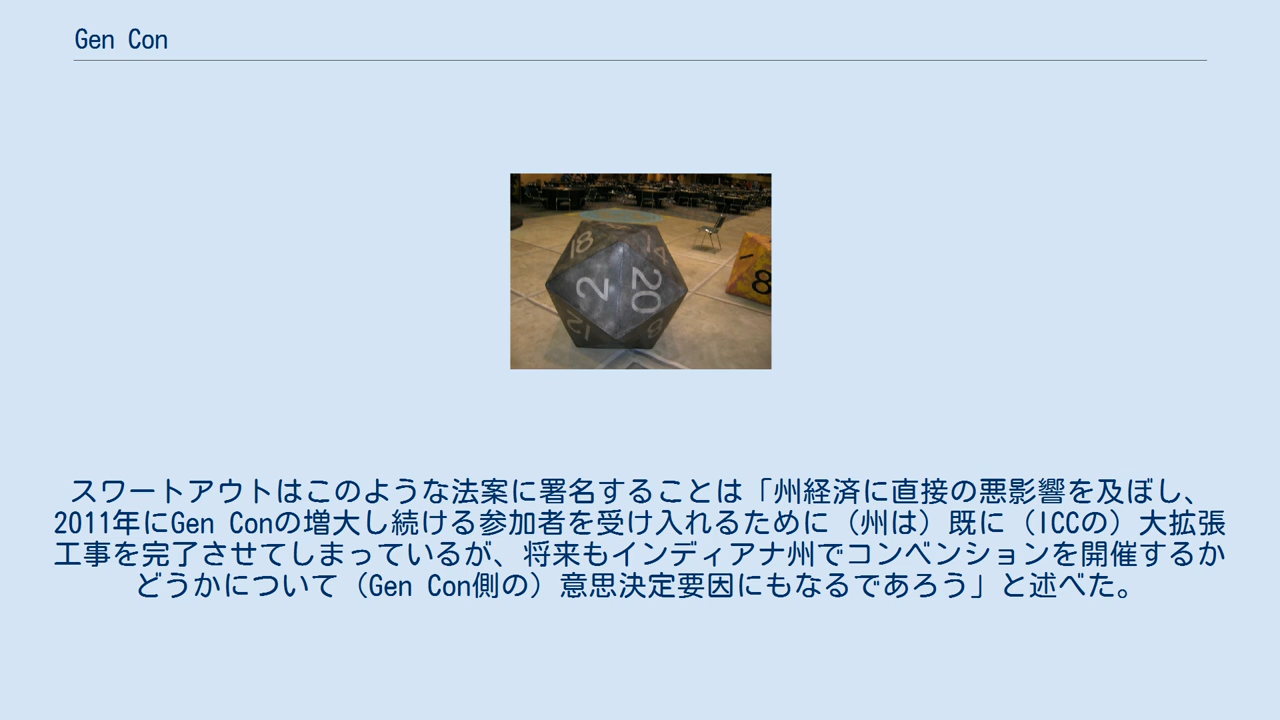 Gen Con
18
14
2
20
12
8
8
スワートアウトはこのような法案に署名することは「州経済に直接の悪影響を及ぼし、
2011年にGen Conの増大し続ける参加者を受け入れるために（州は）既に（ICCの）大拡張
工事を完了させてしまっているが、将来もインディアナ州でコンベンションを開催するか
どうかについて（Gen Con側の）意思決定要因にもなるであろう」と述べた。